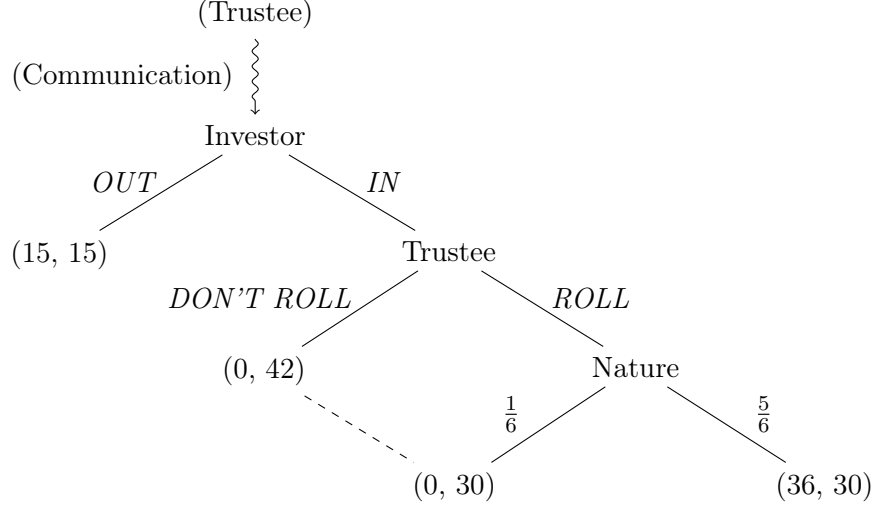 (Trustee)
(Communication)
Investor
OUT
IN
(15, 15)
Trustee
DON'T ROLL
ROLL
(0, 42)
Nature
1/6
5/6
(0, 30)
(36, 30)